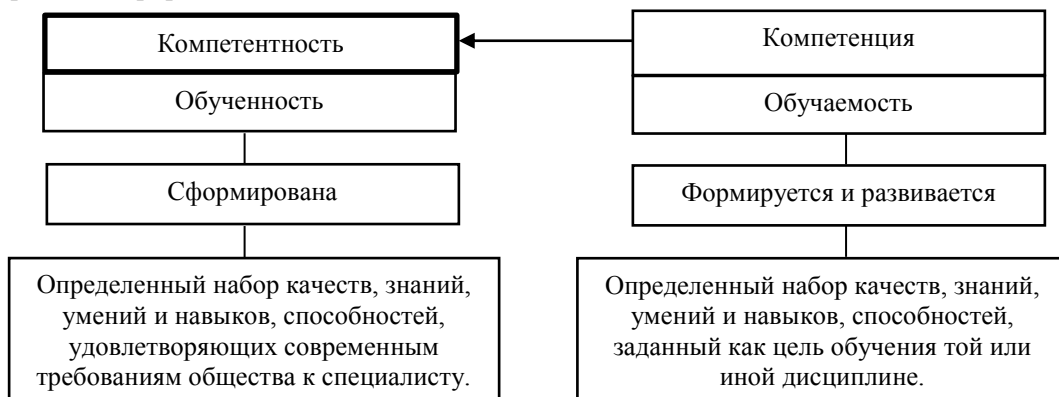 Компетентность
Обученность
Сформирована
Определенный набор качеств, знаний,
умений и навыков, способностей,
удовлетворяющих современным
требованиям общества к специалисту.
Компетенция
Обучаемость
Формируется и развивается
Определенный набор качеств, знаний,
умений и навыков, способностей,
заданный как цель обучения той или
иной дисциплине.